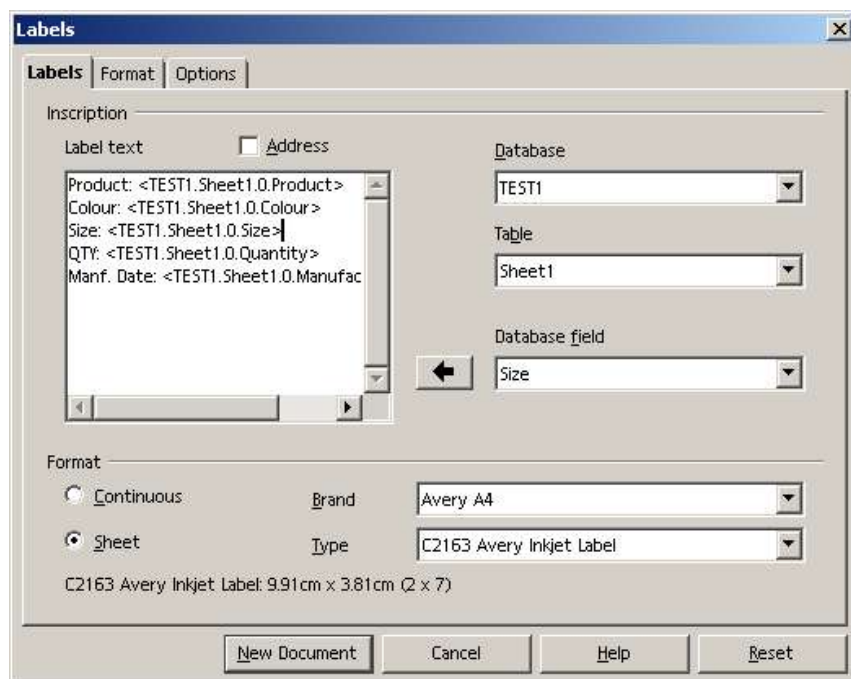 Labels
Labels Format Options
Inscription
Label text Address Database
Product: <TEST1.Sheet1.0.Product>
Colour: <TEST1.Sheet1.0.Colour>
Size: <TEST1.Sheet1.0.Size>
QTY: <TEST1.Sheet1.0.Quantity>
Manf. Date: <TEST1.Sheet1.0.Manufac
TEST1
Table
Sheet1
Database field
Size
Format
Continuous Brand Avery A4
Sheet Type C2163 Avery Inkjet Label
C2163 Avery Inkjet Label: 9.91cm x 3.81cm (2 x 7)
New Document Cancel Help Reset